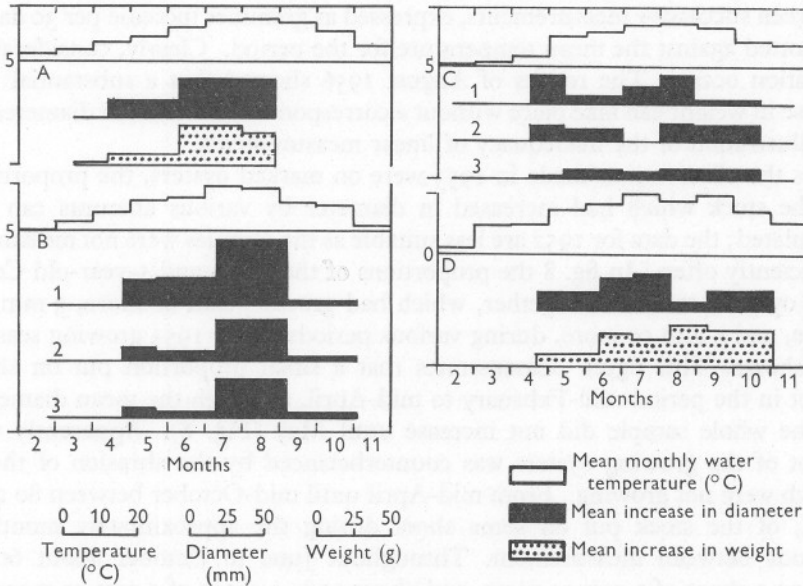 5
A
5
B
1
2
3
2 3 4 5 6 7 8 9 10 11
Months
5
C
1
2
3
0
D
2 3 4 5 6 7 8 9 10 11
Months
Mean monthly water
temperature (°C)
Mean increase in diameter
Mean increase in weight
0 10 20
Temperature
(°C)
0 25 50
Diameter
(mm)
0 25 50
Weight (g)